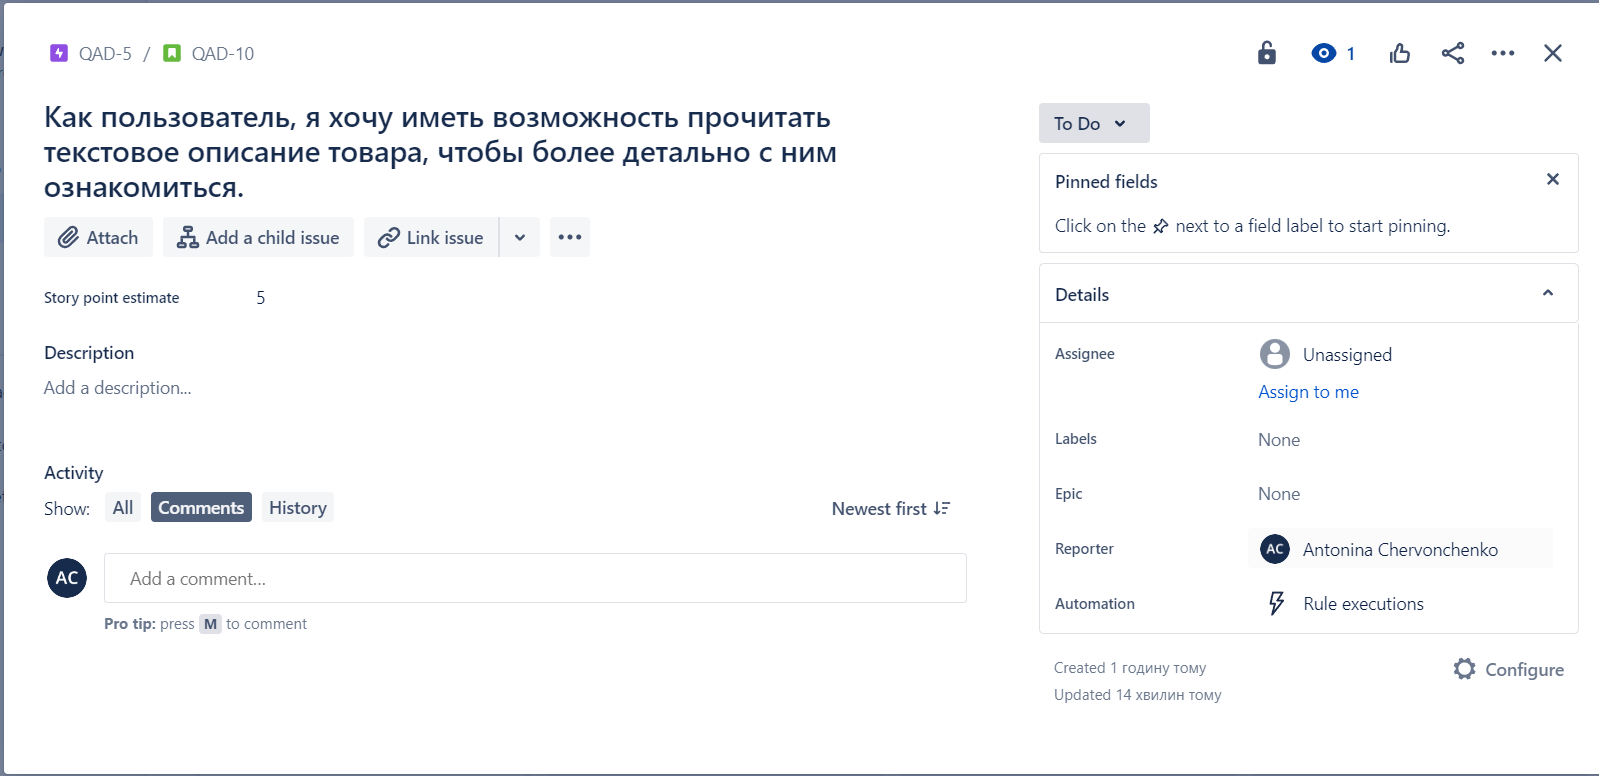 QAD-5 / QAD-10
1
Как пользователь, я хочу иметь возможность прочитать
текстовое описание товара, чтобы более детально с ним
ознакомиться.
Attach
Add a child issue
Link issue
Story point estimate 5
Description
Add a description...
Activity
Show: All Comments History
Newest first
AC
Add a comment...
Pro tip: press M to comment
To Do
Pinned fields
Click on the next to a field label to start pinning.
Details
Assignee Unassigned
Assign to me
Labels None
Epic None
Reporter AC Antonina Chervonchenko
Automation Rule executions
Created 1 годину тому
Updated 14 хвилин тому
Configure